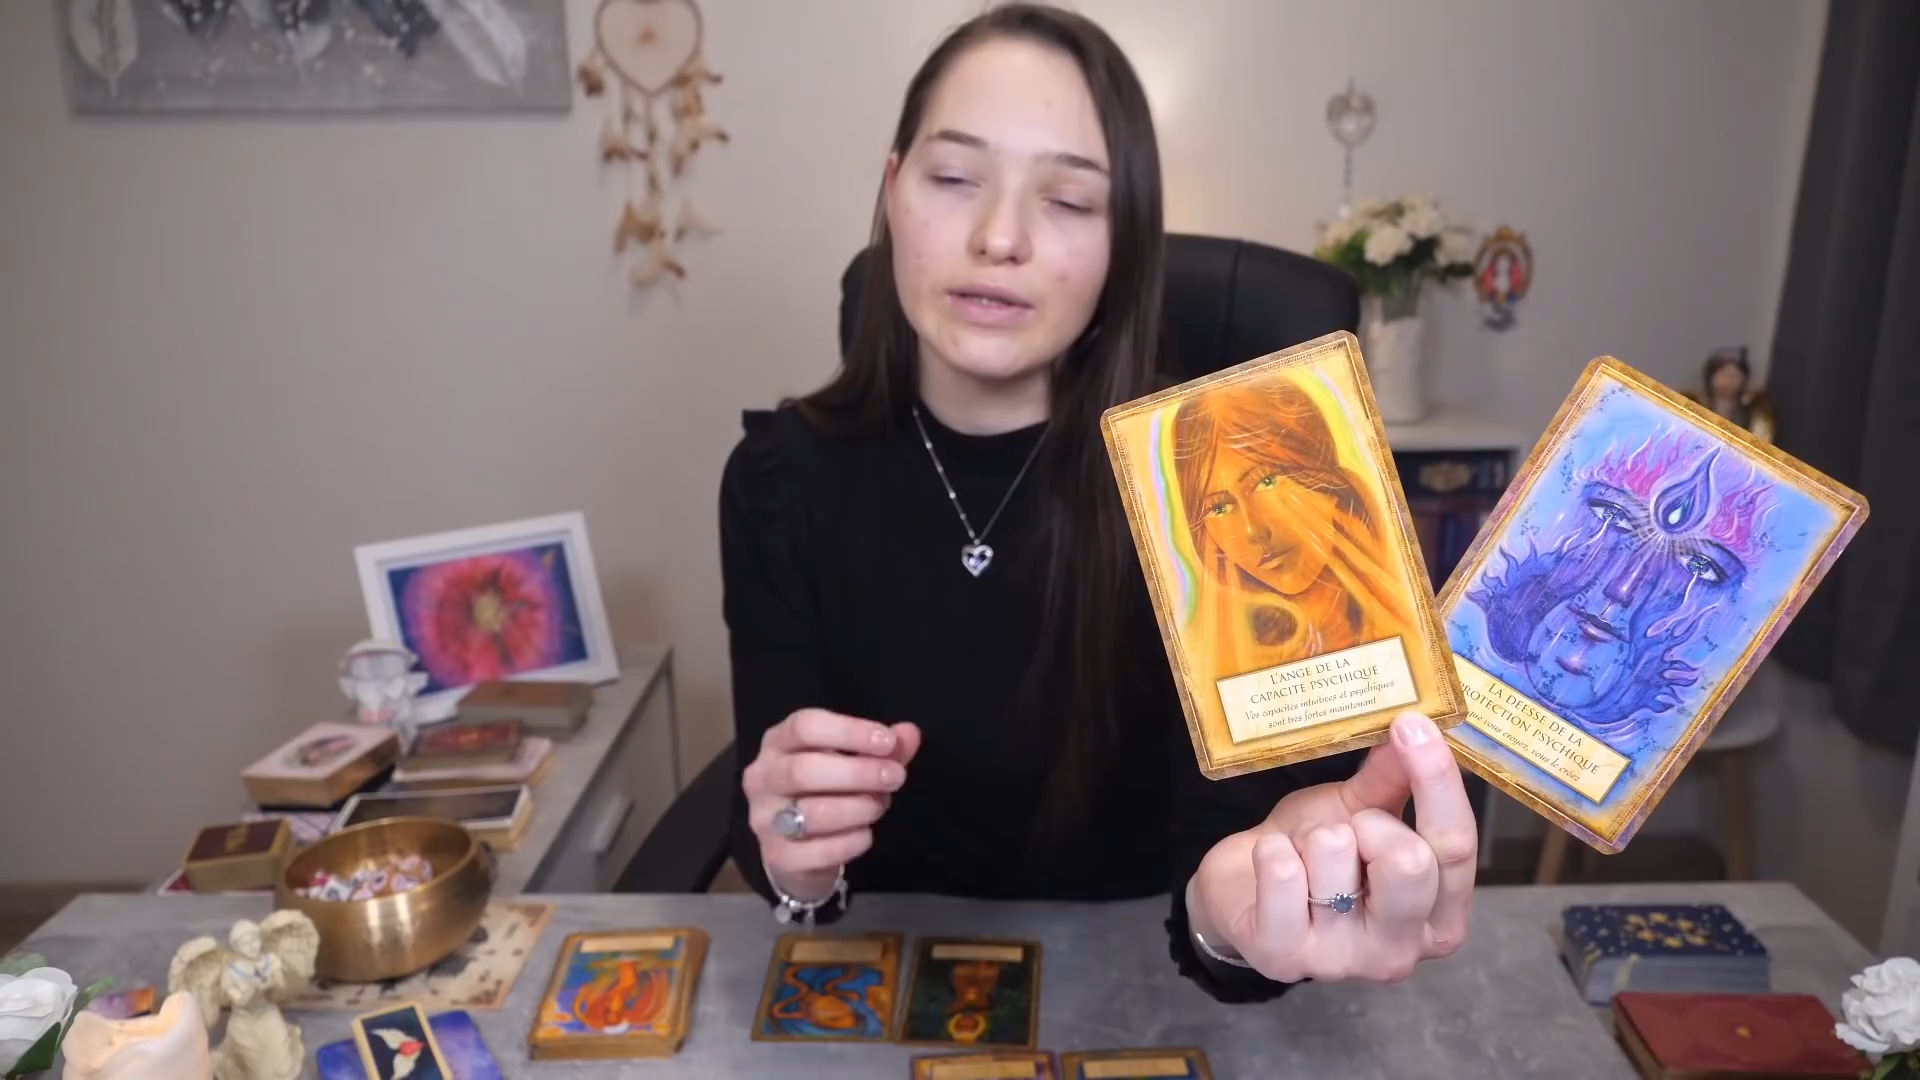 L'ANGE DE LA
CAPACITE PSYCHIQUE
Vos capacités intuitives et psychiques
sont très fortes maintenant
LA DEESSE DE LA
PROTECTION PSYCHIQUE
que vous croyez, vous le créez